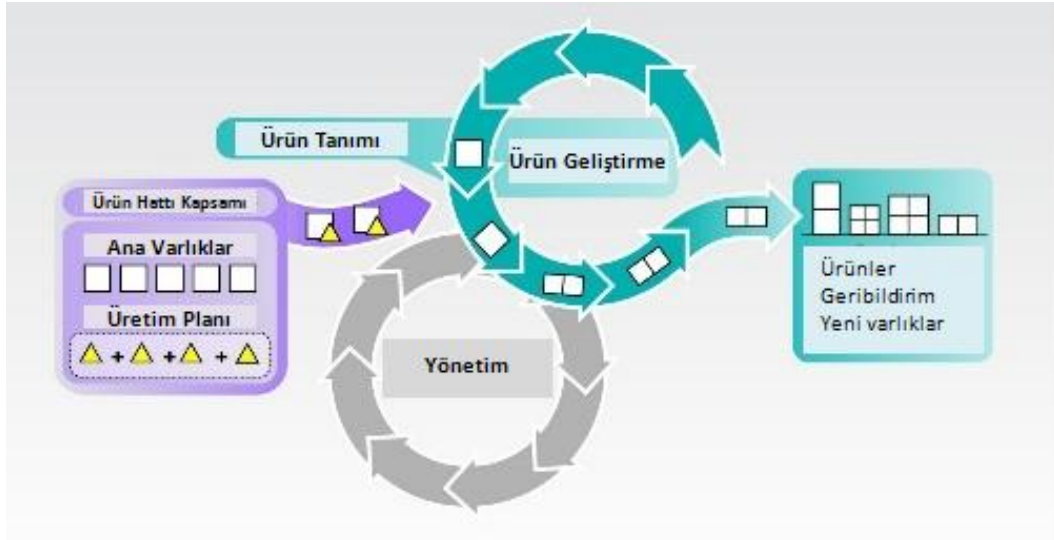 Ürün Tanımı
Ürün Geliştirme
Ürün Hattı Kapsamı
Ana Varlıklar
Üretim Planı
+ + +
Yönetim
Ürünler
Geribildirim
Yeni varlıklar